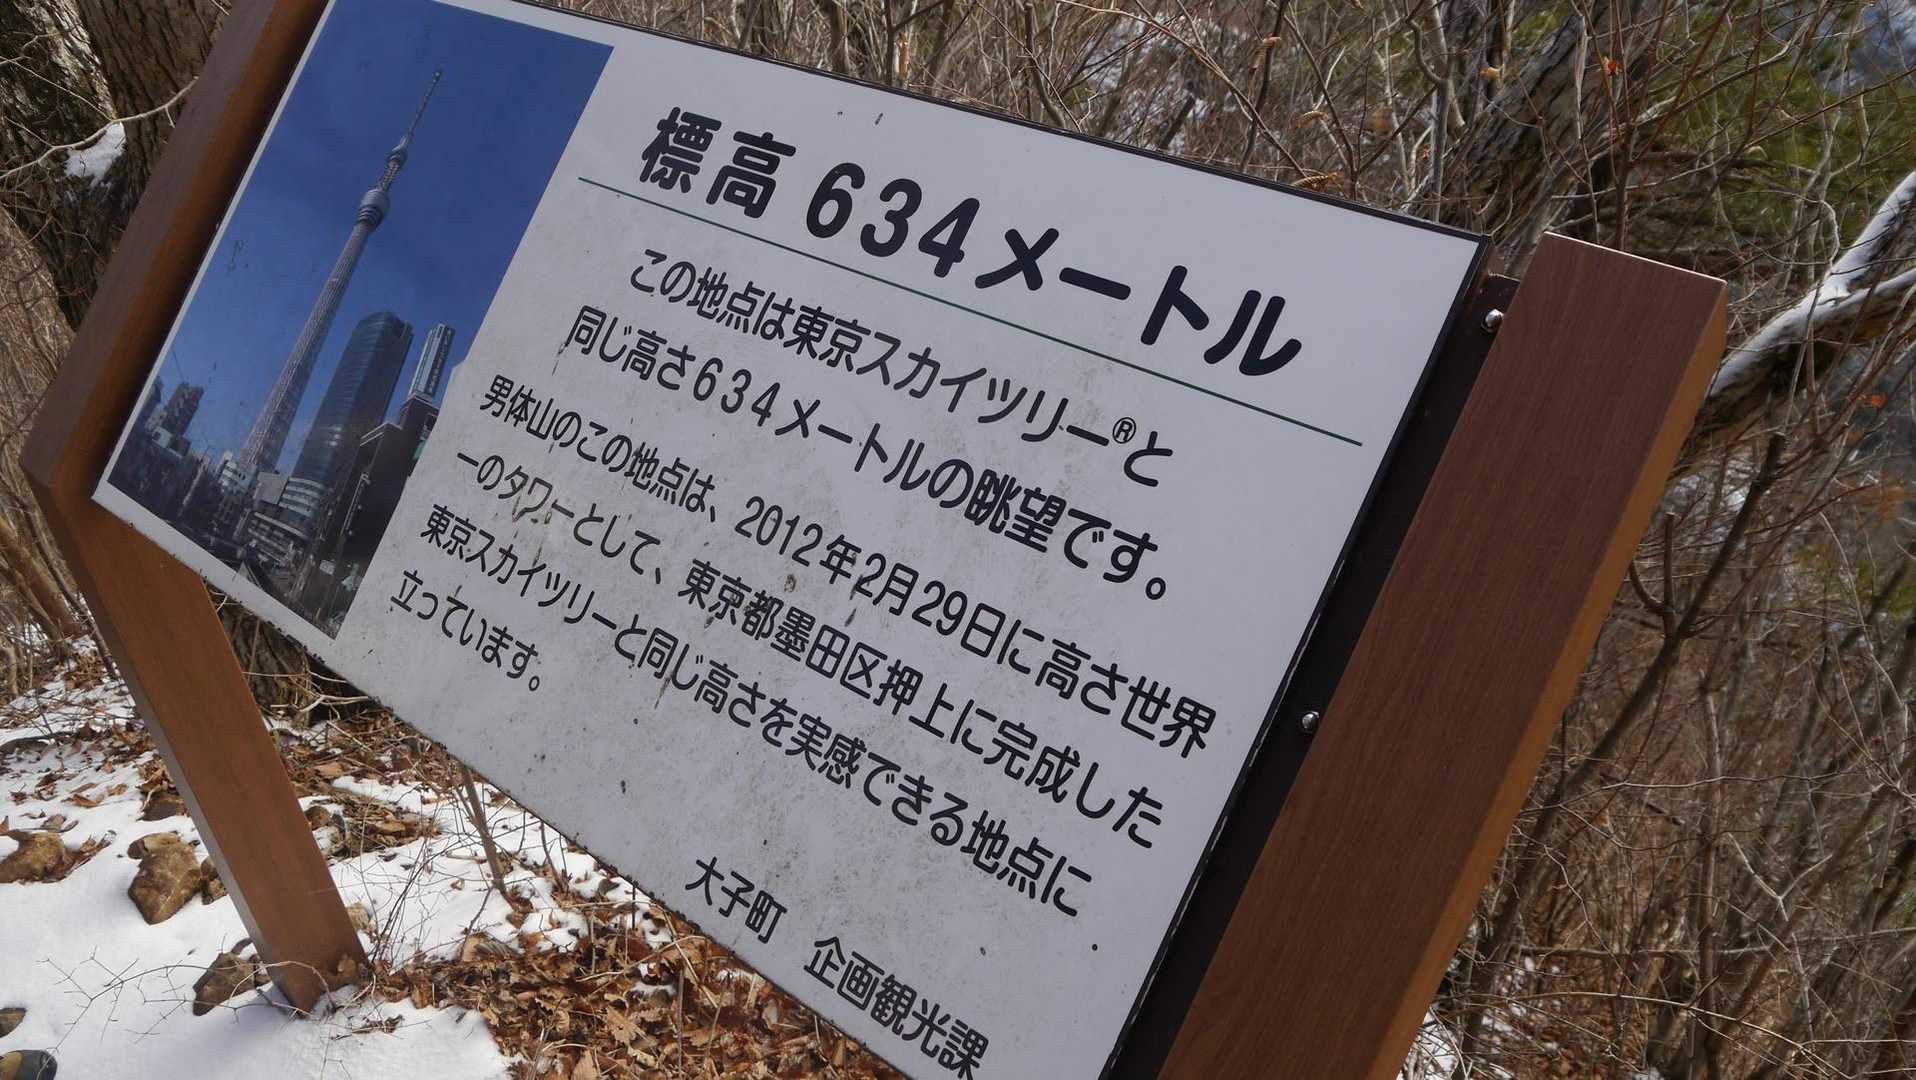 標高 634メートル
この地点は東京スカイツリー®と
同じ高さ634メートルの眺望です。
男体山のこの地点は、2012年2月29日に高さ世界
一のタワーとして、東京都墨田区押上に完成した
東京スカイツリーと同じ高さを実感できる地点に
立っています。
大子町 企画観光課